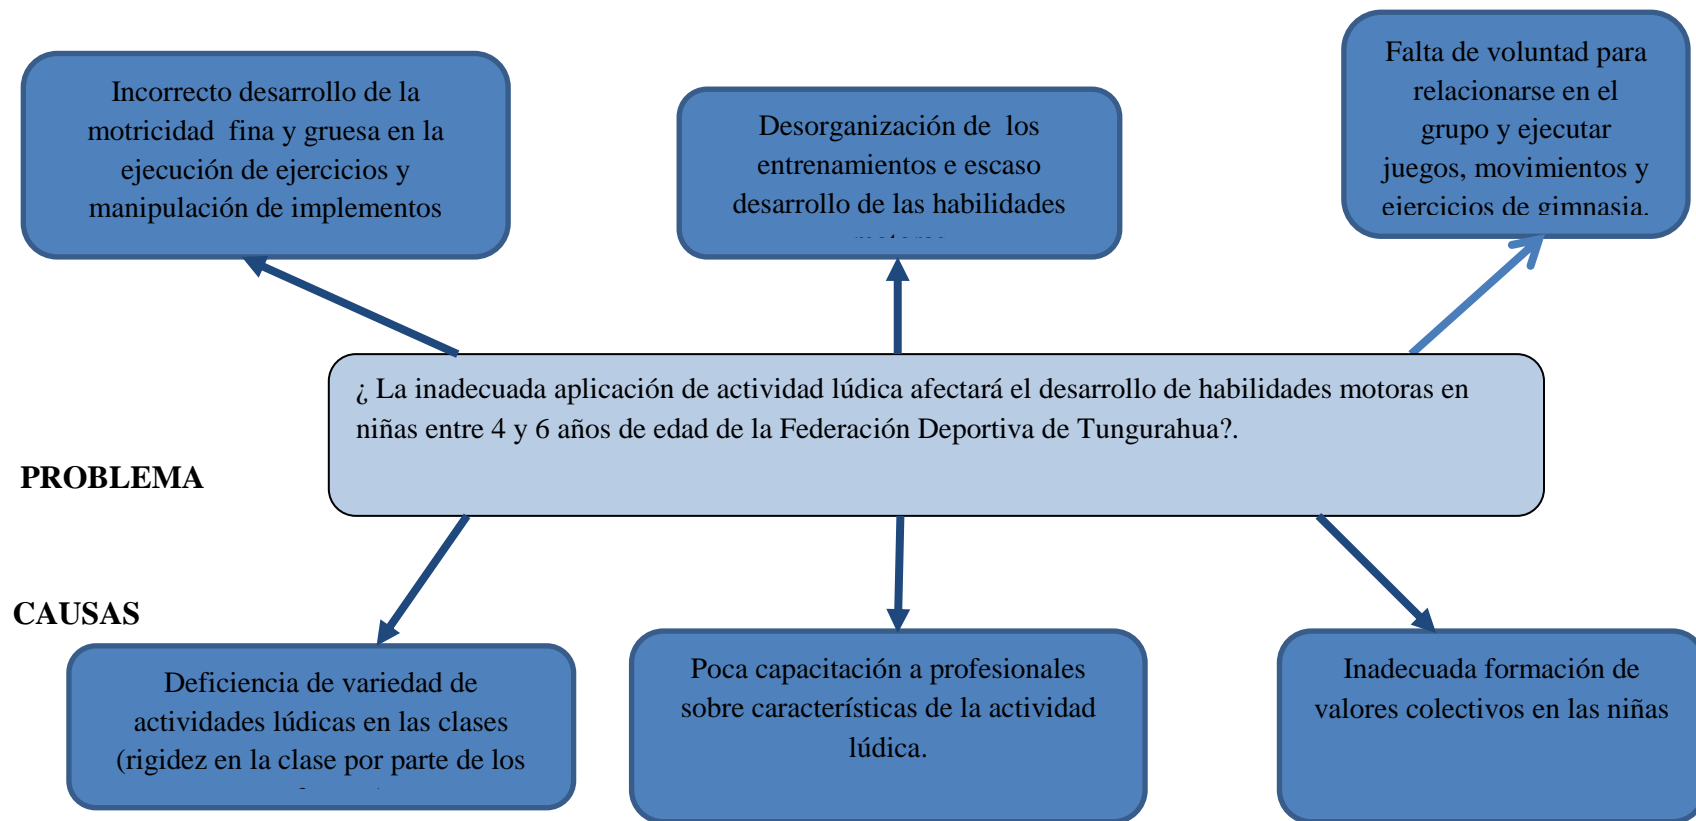 Incorrecto desarrollo de la
motricidad fina y gruesa en la
ejecución de ejercicios y
manipulación de implementos
Desorganización de los
entrenamientos e escaso
desarrollo de las habilidades
Falta de voluntad para
relacionarse en el
grupo y ejecutar
juegos, movimientos y
ejercicios de gimnasia.
¿ La inadecuada aplicación de actividad lúdica afectará el desarrollo de habilidades motoras en
niñas entre 4 y 6 años de edad de la Federación Deportiva de Tungurahua?.
PROBLEMA
CAUSAS
Deficiencia de variedad de
actividades lúdicas en las clases
(rigidez en la clase por parte de los
Poca capacitación a profesionales
sobre características de la actividad
lúdica.
Inadecuada formación de
valores colectivos en las niñas